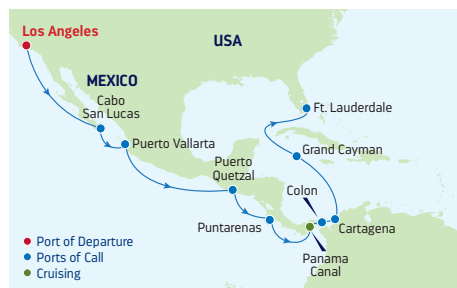 Los Angeles
USA
MEXICO
Cabo
San Lucas
Puerto Vallarta
Ft. Lauderdale
Grand Cayman
Puerto
Quetzal
Colon
Puntarenas
Cartagena
Panama
Canal
Port of Departure
Ports of Call
Cruising